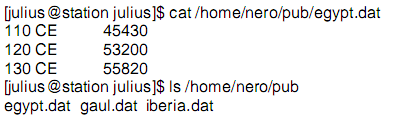 [julius@station julius]$ cat /home/nero/pub/egypt.dat
110 CE 45430
120 CE 53200
130 CE 55820
[julius@station julius]$ ls /home/nero/pub
egypt.dat gaul.dat iberia.dat